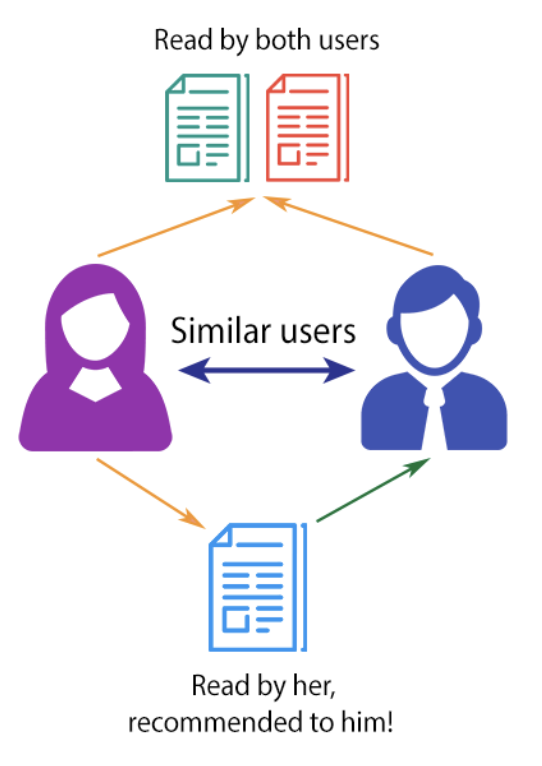 Read by both users
Similar users
Read by her,
recommended to him!